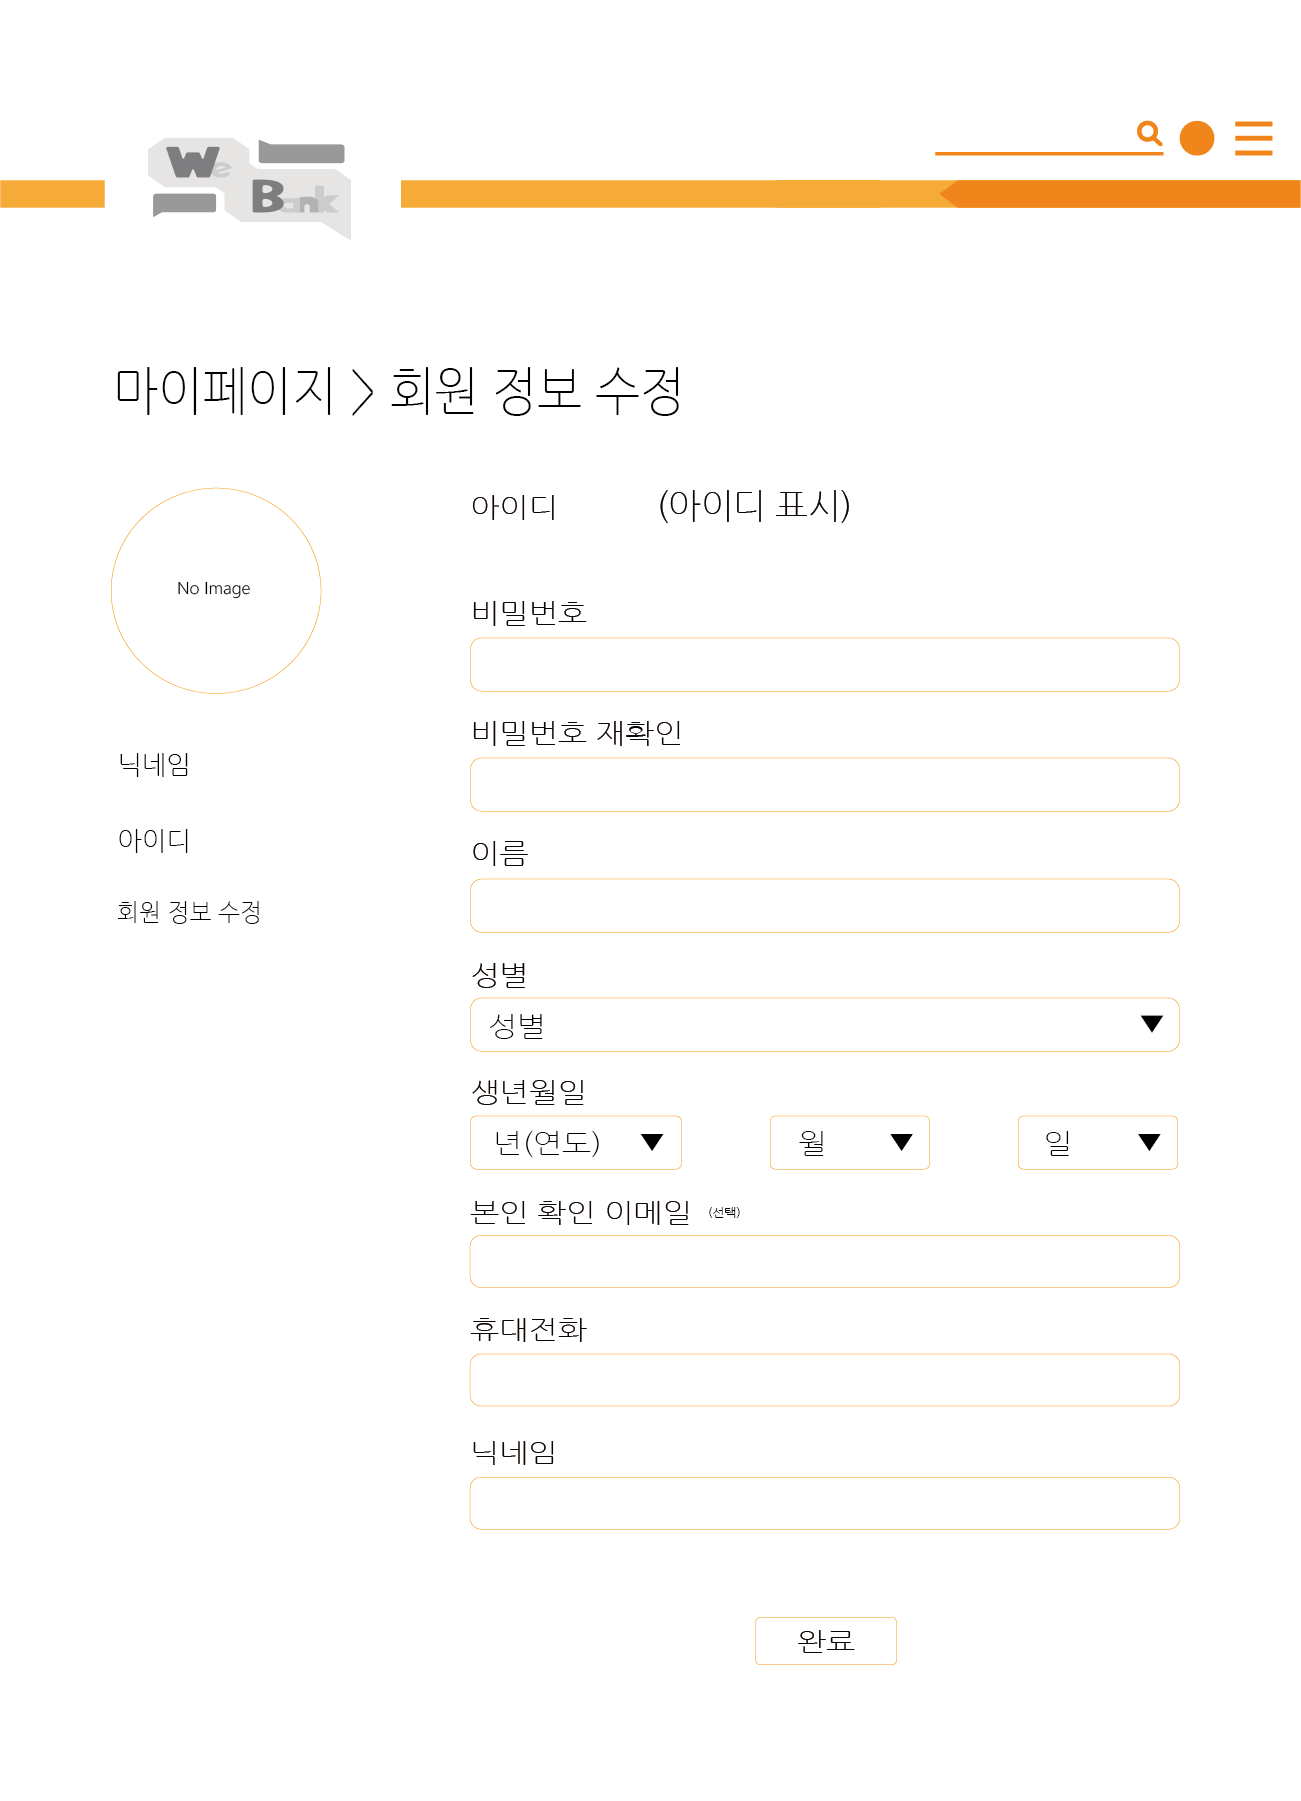 We
Bank
마이페이지 > 회원 정보 수정
No Image
닉네임
아이디
회원 정보 수정
아이디 (아이디 표시)
비밀번호
비밀번호 재확인
이름
성별
성별
생년월일
년(연도) 월 일
본인 확인 이메일 (선택)
휴대전화
닉네임
완료